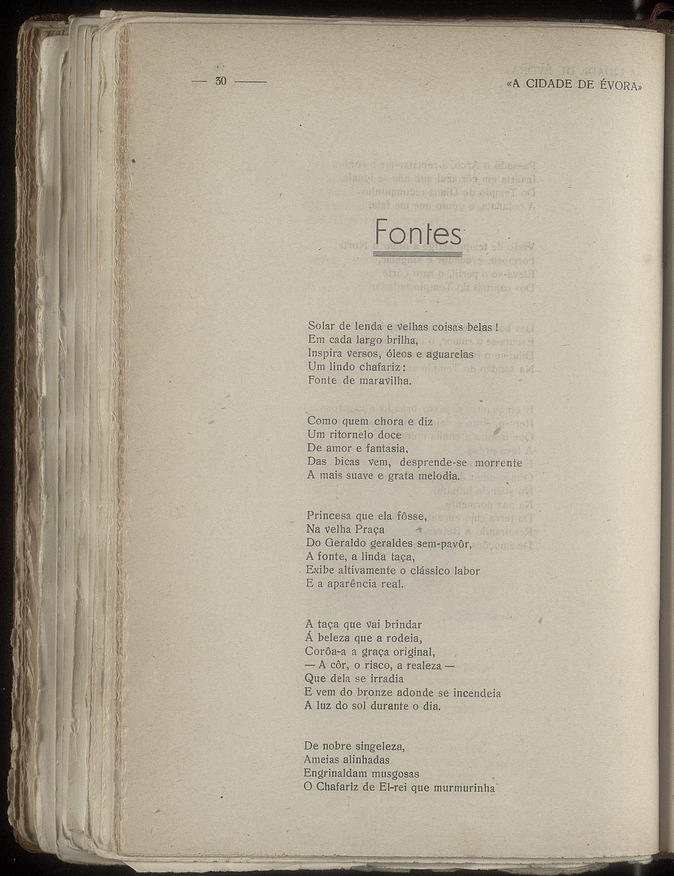 — 30 —
«A CIDADE DE ÉVORA»
Fontes
Solar de lenda e velhas coisas belas !
Em cada largo brilha,
Inspira versos, óleos e aguarelas
Um lindo chafariz :
Fonte de maravilha.
Como quem chora e diz
Um ritornelo doce
De amor e fantasia,
Das bicas vem, desprende-se morrente
A mais suave e grata melodia.
Princesa que ela fôsse,
Na velha Praça
Do Geraldo geraldes sem-pavôr,
A fonte, a linda taça,
Exibe altivamente o clássico labor
E a aparência real.
A taça que vai brindar
Á beleza que a rodeia,
Corôa-a a graça original,
— A côr, o risco, a realeza —
Que dela se irradia
E vem do bronze adonde se incendeia
A luz do sol durante o dia.
De nobre singeleza,
Ameias alinhadas
Engrinaldam musgosas
O Chafariz de El-rei que murmurinha